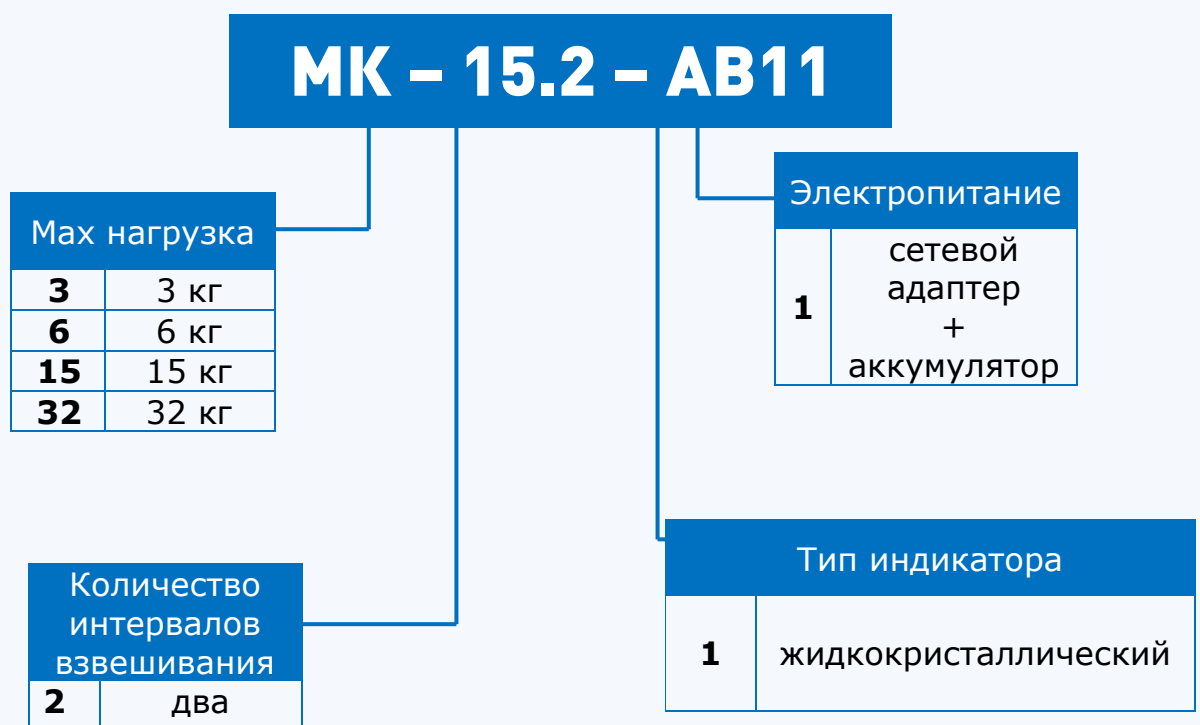 МК – 15.2 – АВ11
Электропитание
1 сетевой
адаптер
+
аккумулятор
Мах нагрузка
3 3 кг
6 6 кг
15 15 кг
32 32 кг
Тип индикатора
1 жидкокристаллический
Количество
интервалов
взвешивания
2 два